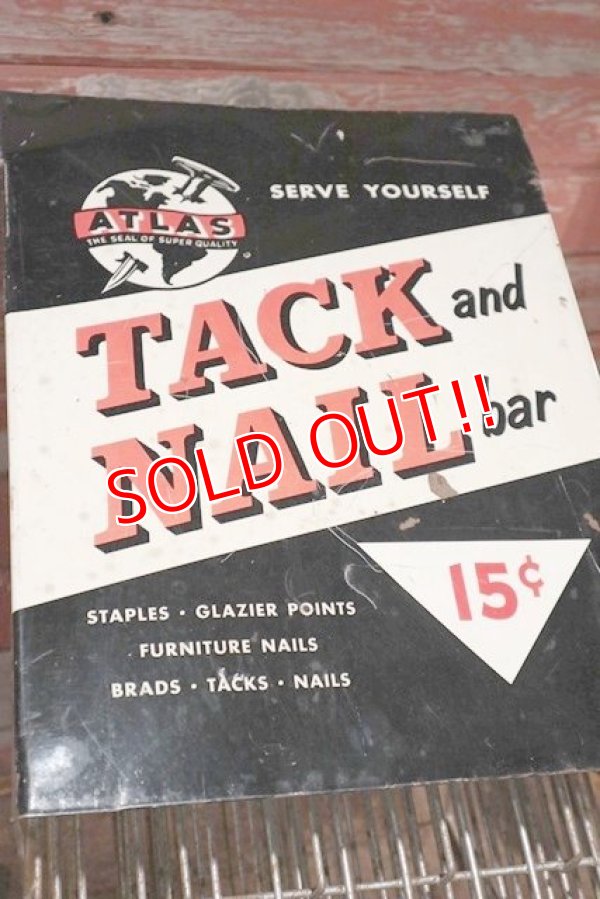 SERVE YOURSELF
ATLAS
THE SEAL OF SUPER QUALITY
TACK and
NAIL bar
SOLD OUT!!
15¢
STAPLES · GLAZIER POINTS
FURNITURE NAILS
BRADS · TACKS · NAILS